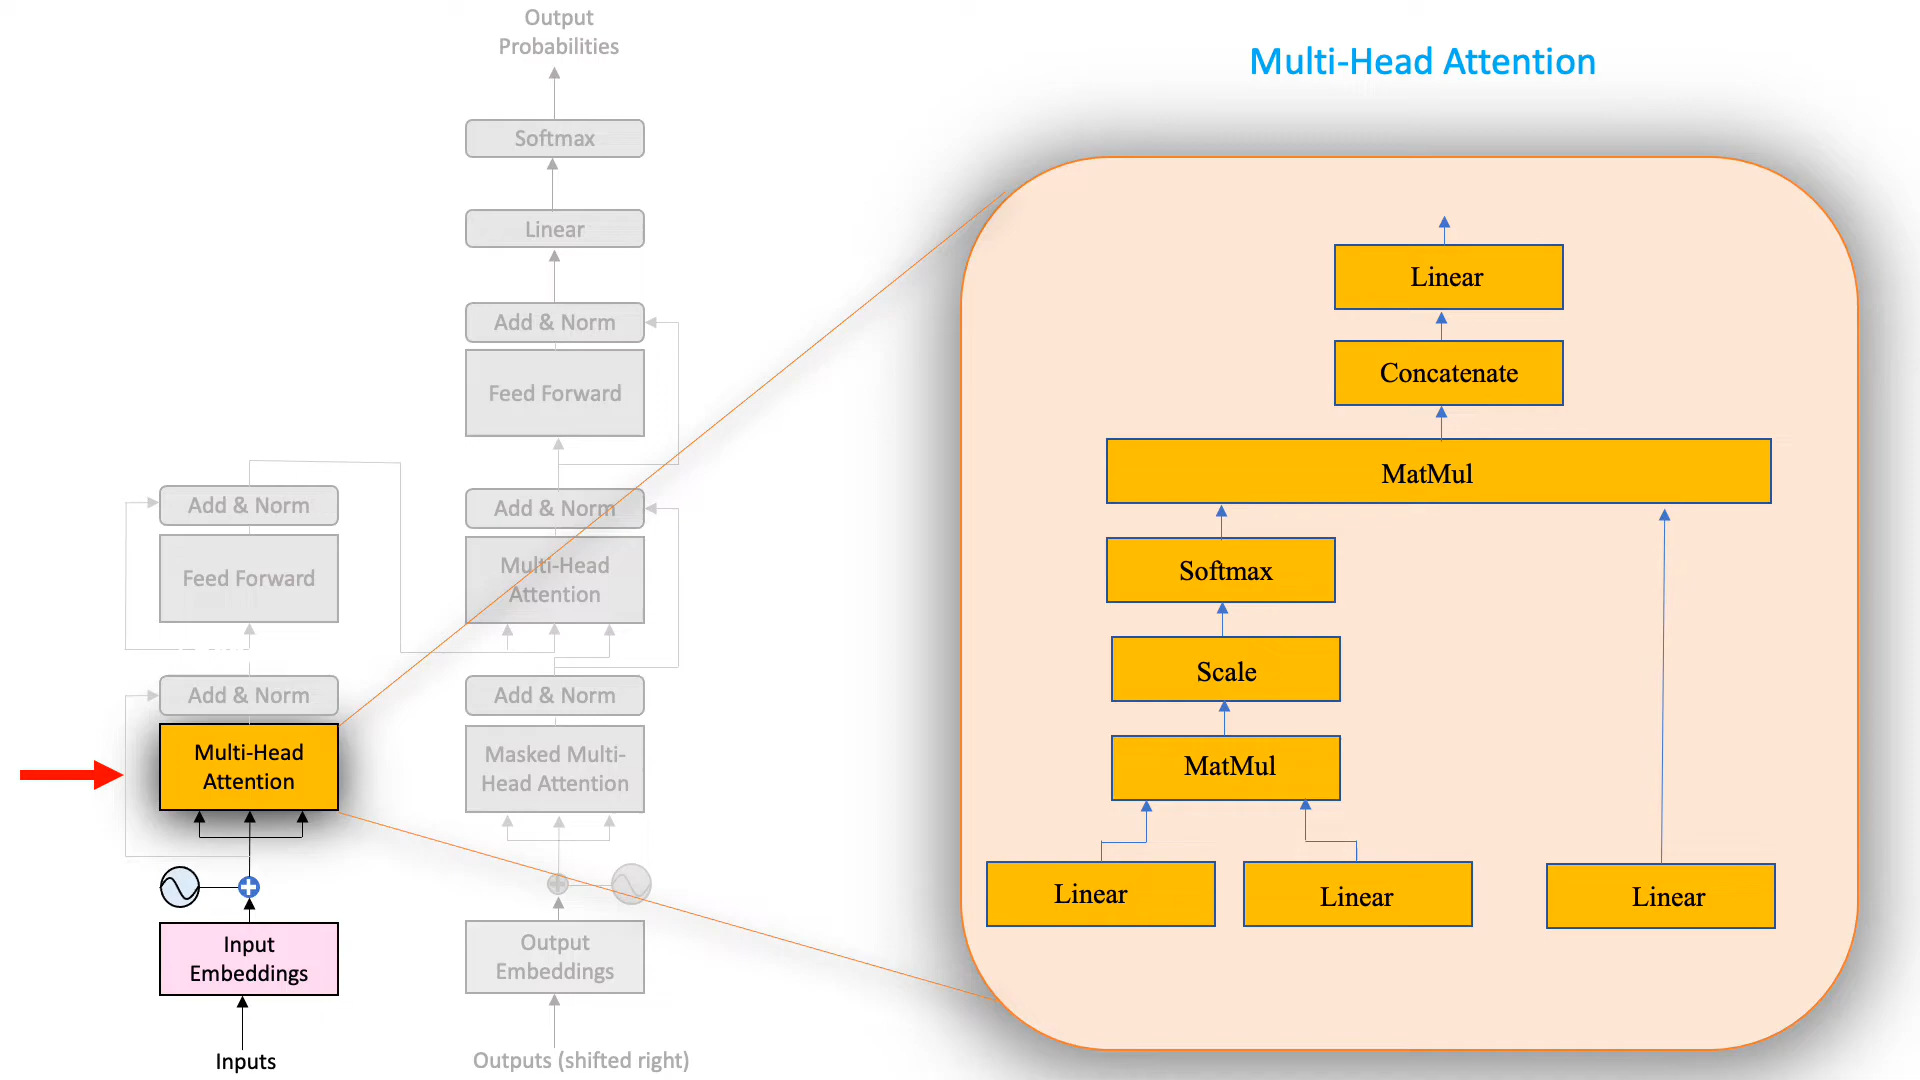 Output
Probabilities
Softmax
Linear
Add & Norm
Feed Forward
Add & Norm
Multi-Head
Attention
Add & Norm
Masked Multi-
Head Attention
Output
Embeddings
Outputs (shifted right)
Add & Norm
Feed Forward
Add & Norm
Multi-Head
Attention
Input
Embeddings
Inputs
Multi-Head Attention
Linear
Concatenate
MatMul
Softmax
Scale
MatMul
Linear
Linear
Linear